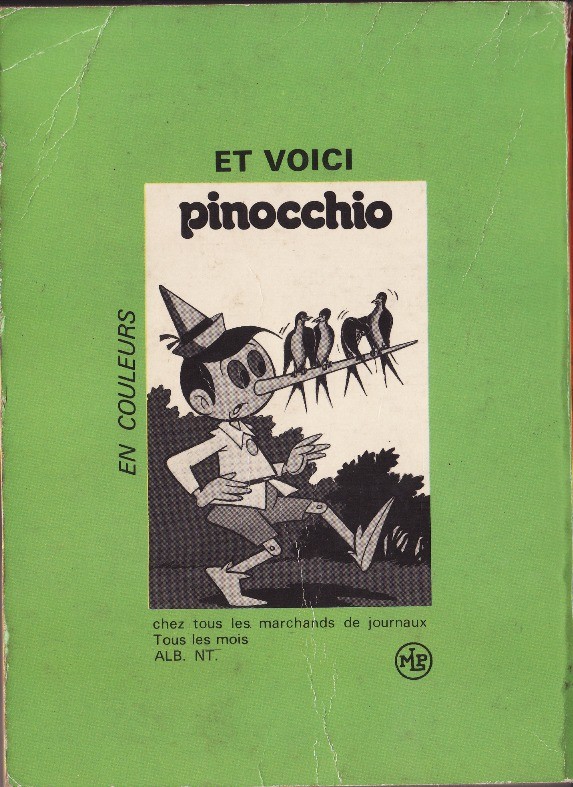 ET VOICI
pinocchio
EN COULEURS
chez tous les marchands de journaux
Tous les mois
ALB. NT.
MLP